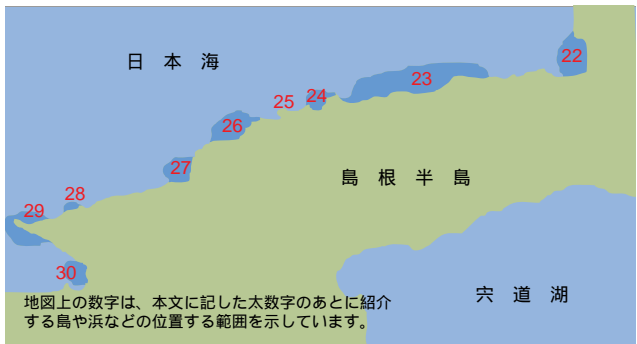 日本海
22
23
24
25
26
27
島根半島
28
29
30
宍道湖
地図上の数字は、本文に記した太数字のあとに紹介
する島や浜などの位置する範囲を示しています。